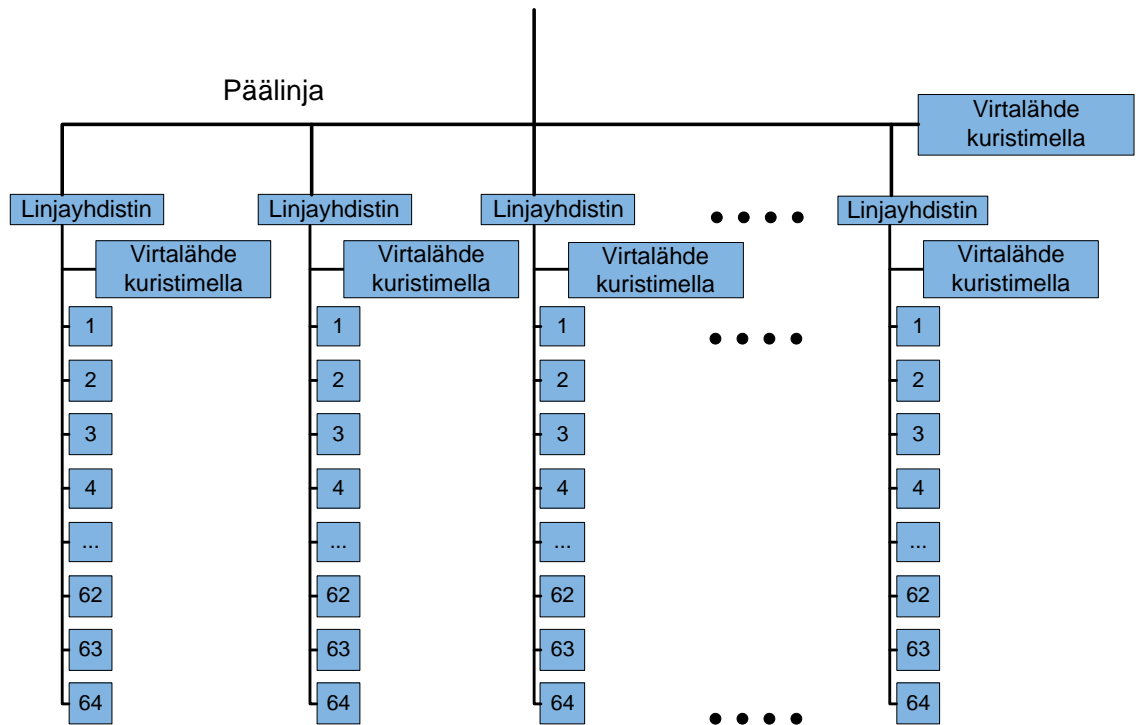 Päälinja
Virtalähde
kuristimella
Linjayhdistin
Linjayhdistin
Linjayhdistin
Linjayhdistin
Virtalähde
kuristimella
Virtalähde
kuristimella
Virtalähde
kuristimella
Virtalähde
kuristimella
1
1
1
1
2
2
2
2
3
3
3
3
4
4
4
4
...
...
...
...
62
62
62
62
63
63
63
63
64
64
64
64